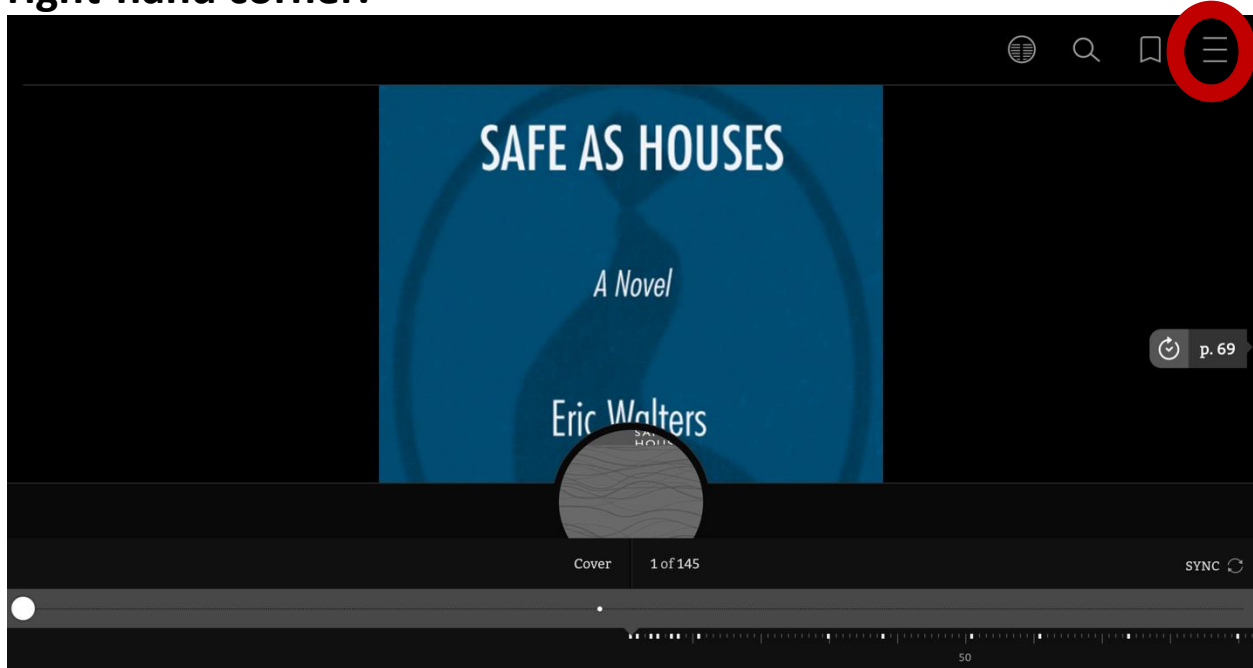 SAFE AS HOUSES
A Novel
p. 69
Eric Walters
Cover 1 of 145 SYNC
50